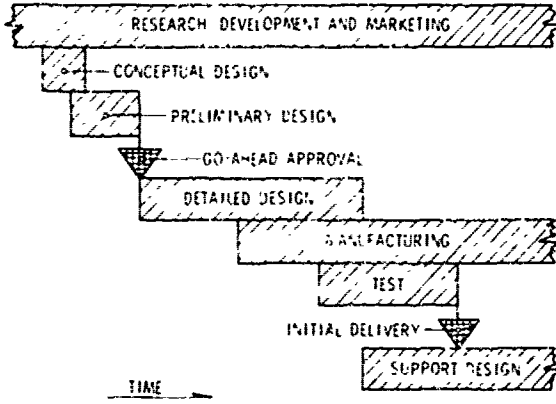 RESEARCH DEVELOPMENT AND MARKETING
CONCEPTUAL DESIGN
PRELIMINARY DESIGN
GO-AHEAD APPROVAL
DETAILED DESIGN
MANUFACTURING
TEST
INITIAL DELIVERY
SUPPORT DESIGN
TIME